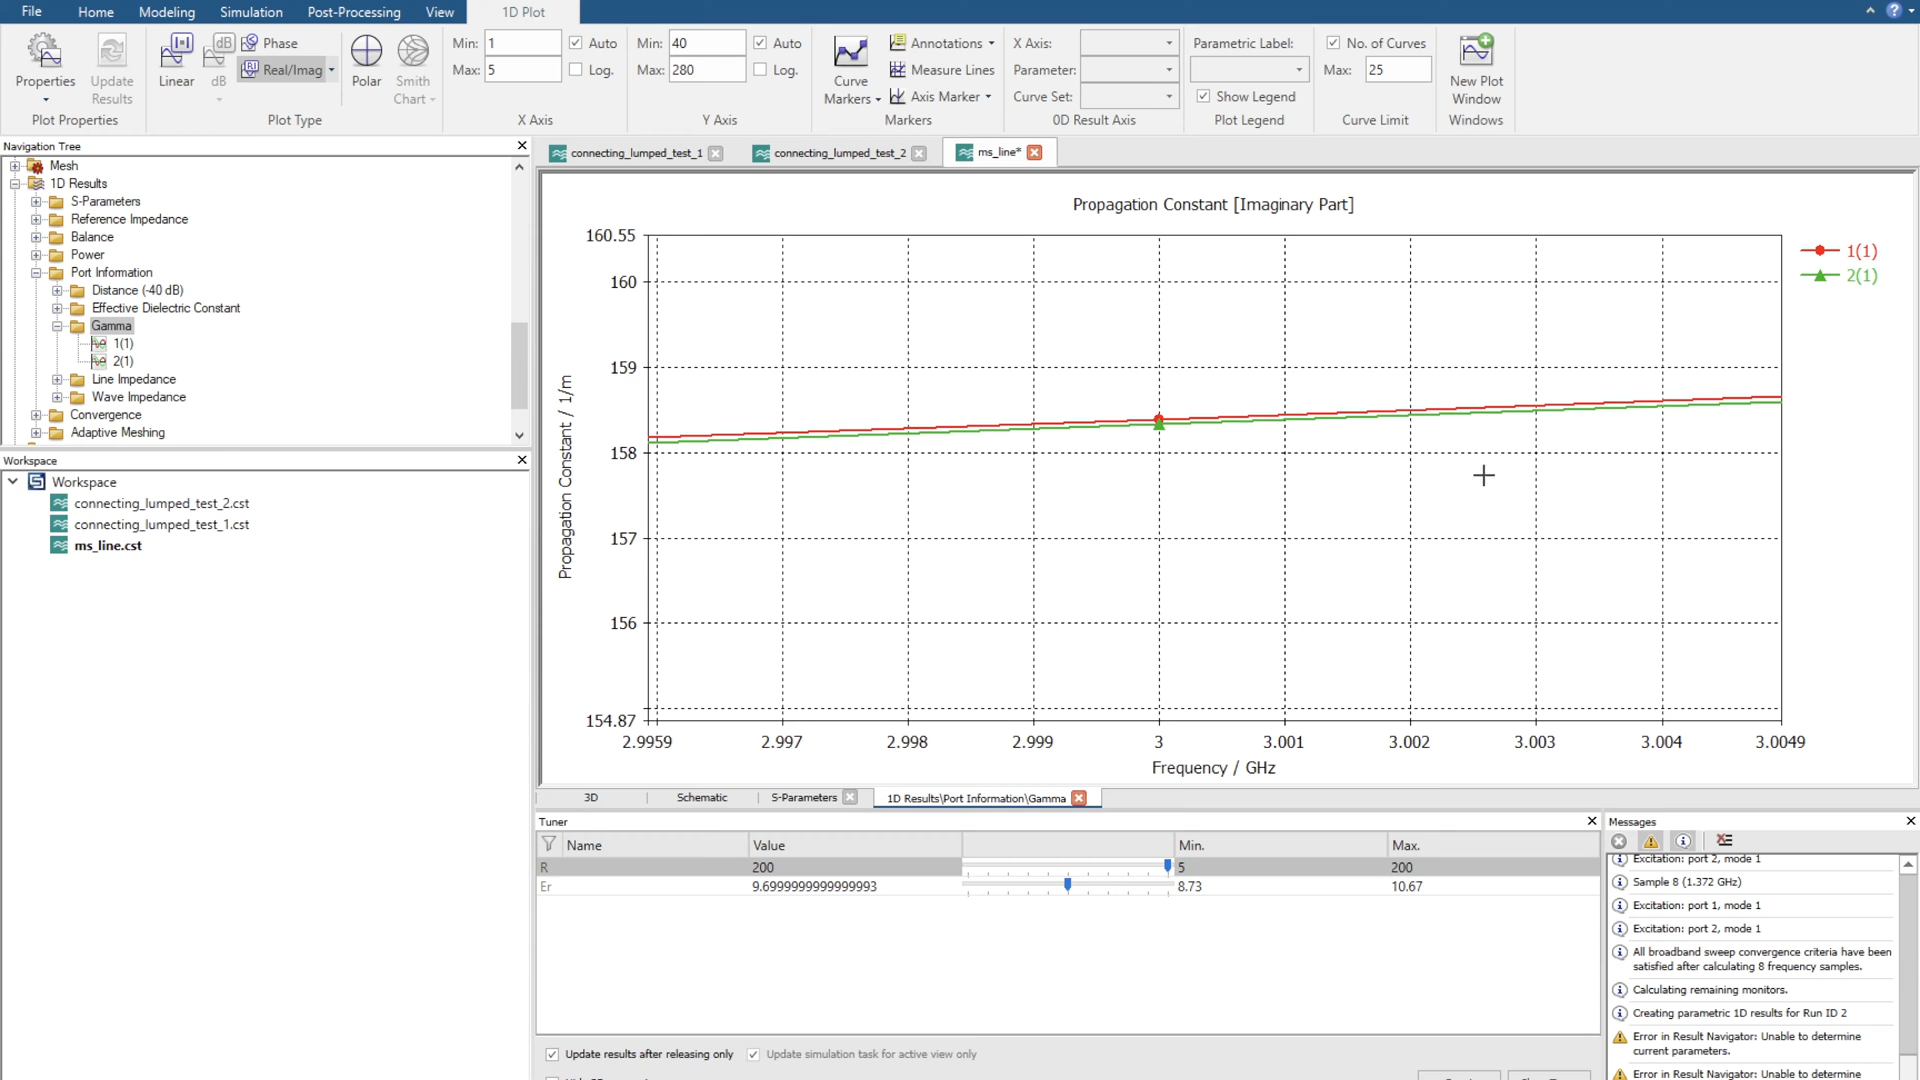 File Home Modeling Simulation Post-Processing View 1D Plot
Properties
Update
Results
Plot Properties
Linear
dB
Phase
Real/Imag
Polar
Smith
Chart
Plot Type
Min: 1 Auto
Max: 5 Log.
X Axis
Min: 40 Auto
Max: 280 Log.
Y Axis
Curve
Markers
Annotations
Measure Lines
Axis Marker
Markers
X Axis:
Parameter:
Curve Set:
0D Result Axis
Parametric Label:
Show Legend
Plot Legend
No. of Curves
Max: 25
Curve Limit
New Plot
Window
Windows
Navigation Tree
Mesh
1D Results
S-Parameters
Reference Impedance
Balance
Power
Port Information
Distance (-40 dB)
Effective Dielectric Constant
Gamma
1(1)
2(1)
Line Impedance
Wave Impedance
Convergence
Adaptive Meshing
Workspace
Workspace
connecting_lumped_test_2.cst
connecting_lumped_test_1.cst
ms_line.cst
connecting_lumped_test_1 connecting_lumped_test_2 ms_line*
Propagation Constant [Imaginary Part]
Propagation Constant / 1/m
160.55
160
159
158
157
156
154.87
2.9959 2.997 2.998 2.999 3 3.001 3.002 3.003 3.004 3.0049
Frequency / GHz
1(1)
2(1)
3D Schematic S-Parameters 1D Results\Port Information\Gamma
Tuner
Name Value Min. Max.
R 200 5 200
Er 9.6999999999999993 8.73 10.67
Update results after releasing only Update simulation task for active view only
Messages
Excitation: port 2, mode 1
Sample 8 (1.372 GHz)
Excitation: port 1, mode 1
Excitation: port 2, mode 1
All broadband sweep convergence criteria have been
satisfied after calculating 8 frequency samples.
Calculating remaining monitors.
Creating parametric 1D results for Run ID 2
Error in Result Navigator: Unable to determine
current parameters.
Error in Result Navigator: Unable to determine